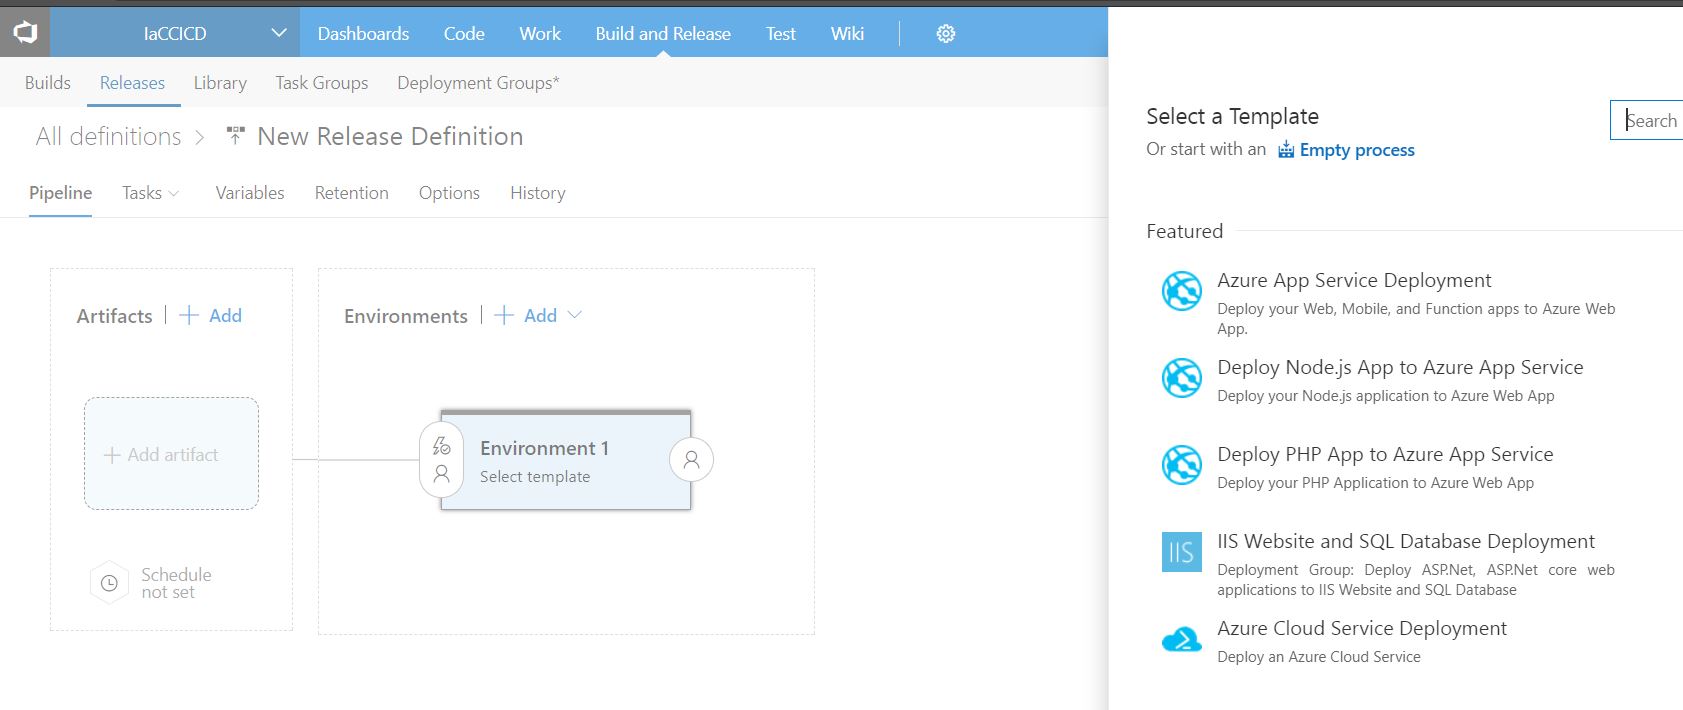 IaCCICD Dashboards Code Work Build and Release Test Wiki
Builds Releases Library Task Groups Deployment Groups*
All definitions > New Release Definition
Pipeline Tasks Variables Retention Options History
Artifacts | + Add
+ Add artifact
Schedule
not set
Environments | + Add
Environment 1
Select template
Select a Template
Search
Or start with an Empty process
Featured
Azure App Service Deployment
Deploy your Web, Mobile, and Function apps to Azure Web
App.
Deploy Node.js App to Azure App Service
Deploy your Node.js application to Azure Web App
Deploy PHP App to Azure App Service
Deploy your PHP Application to Azure Web App
IIS
IIS Website and SQL Database Deployment
Deployment Group: Deploy ASP.Net, ASP.Net core web
applications to IIS Website and SQL Database
Azure Cloud Service Deployment
Deploy an Azure Cloud Service